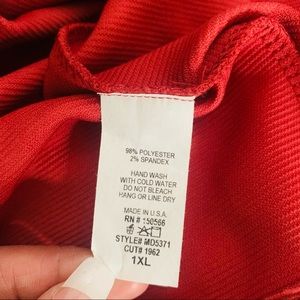 98% POLYESTER
2% SPANDEX
HAND WASH
WITH COLD WATER
DO NOT BLEACH
HANG OR LINE DRY
MADE IN U.S.A.
RN # 150566
STYLE# MD5371
CUT# 1962
1XL